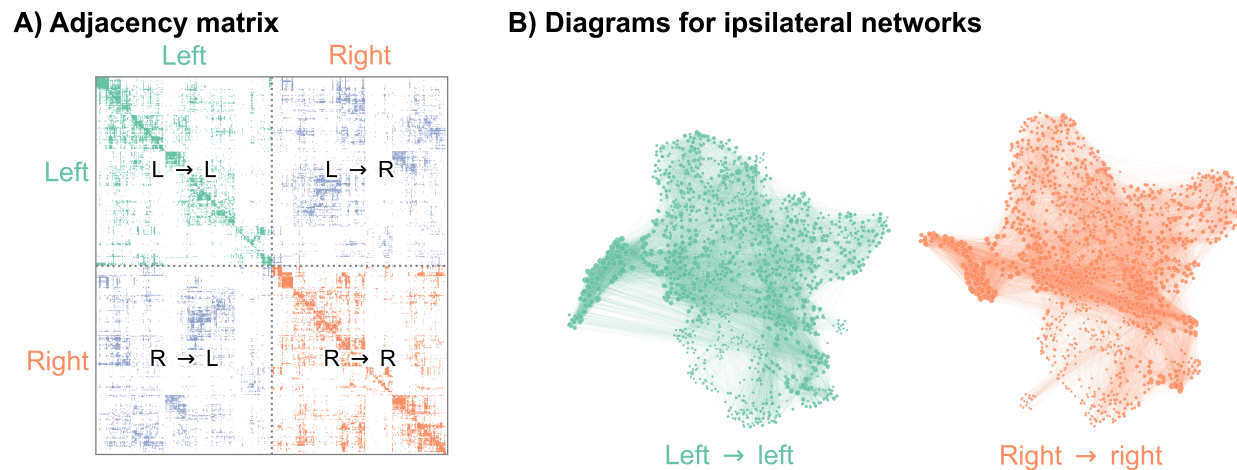 A) Adjacency matrix
Left
Right
Left
L → L
L → R
Right
R → L
R → R
B) Diagrams for ipsilateral networks
Left → left
Right → right